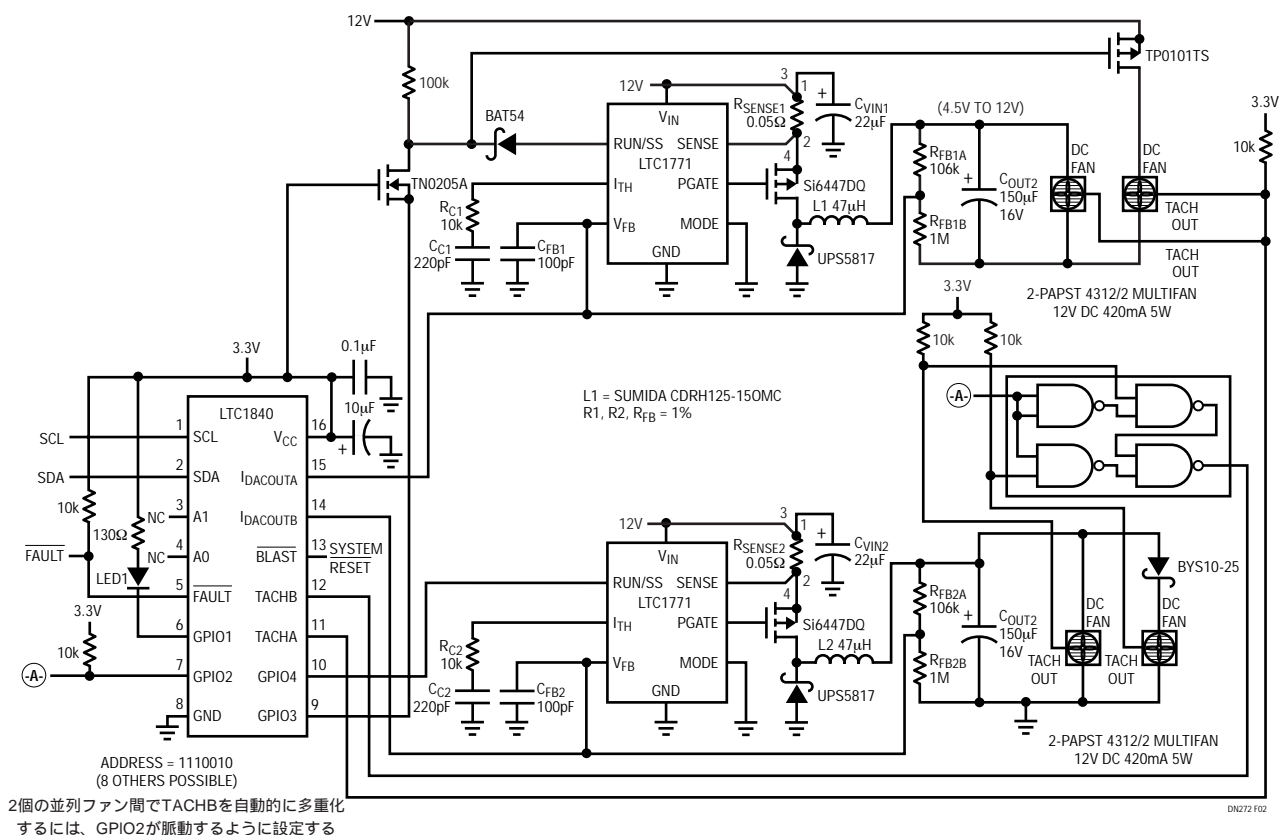 12V
100k
BAT54
TN0205A
12V
VIN
RUN/SS
SENSE
LTC1771
ITH
PGATE
VFB
MODE
GND
RC1
10k
CC1
220pF
CFB1
100pF
3
1
RSENSE1
0.05Ω
2
4
+
CVIN1
22µF
Si6447DQ
L1 47µH
UPS5817
TP0101TS
(4.5V TO 12V)
RFB1A
106k
RFB1B
1M
+
COUT2
150µF
16V
DC
FAN
DC
FAN
TACH
OUT
TACH
OUT
3.3V
10k
2-PAPST 4312/2 MULTIFAN
12V DC 420mA 5W
3.3V
10k
10k
-A-
L1 = SUMIDA CDRH125-150MC
R1, R2, RFB = 1%
3.3V
0.1µF
10µF
+
LTC1840
SCL
1
SCL
SDA
2
SDA
NC
3
A1
NC
4
A0
5
FAULT
6
GPIO1
7
GPIO2
8
GND
16
VCC
15
IDACOUTA
14
IDACOUTB
13
BLAST
SYSTEM
RESET
12
TACHB
11
TACHA
10
GPIO4
9
GPIO3
10k
130Ω
FAULT
LED1
3.3V
10k
-A-
12V
VIN
RUN/SS
SENSE
LTC1771
ITH
PGATE
VFB
MODE
GND
RC2
10k
CC2
220pF
CFB2
100pF
3
1
RSENSE2
0.05Ω
2
4
+
CVIN2
22µF
Si6447DQ
L2 47µH
UPS5817
RFB2A
106k
RFB2B
1M
+
COUT2
150µF
16V
BYS10-25
DC
FAN
DC
FAN
TACH
OUT
TACH
OUT
2-PAPST 4312/2 MULTIFAN
12V DC 420mA 5W
ADDRESS = 1110010
(8 OTHERS POSSIBLE)
2個の並列ファン間でTACHBを自動的に多重化
するには、GPIO2が脈動するように設定する
DN272 F02